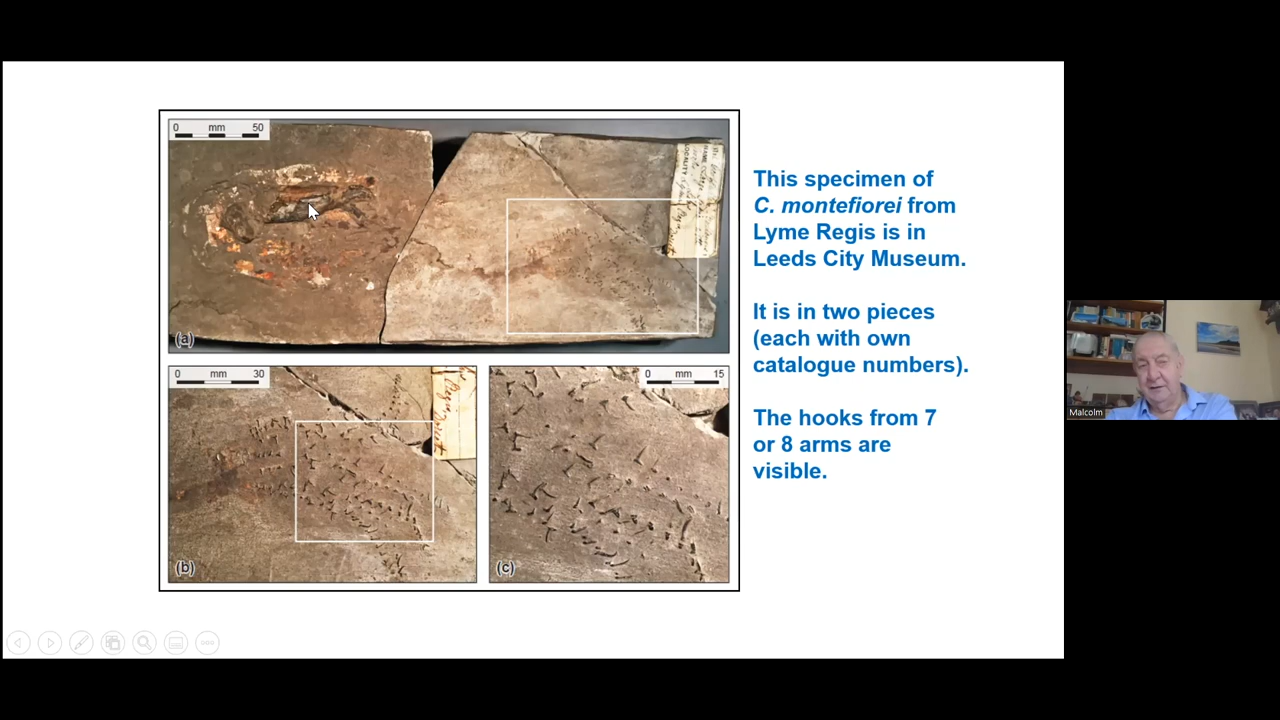 0 mm 50
NAME
LOCALITY
(a)
0 mm 30
(b)
0 mm 15
(c)
This specimen of
C. montefiorei from
Lyme Regis is in
Leeds City Museum.
It is in two pieces
(each with own
catalogue numbers).
The hooks from 7
or 8 arms are
visible.
Malcolm